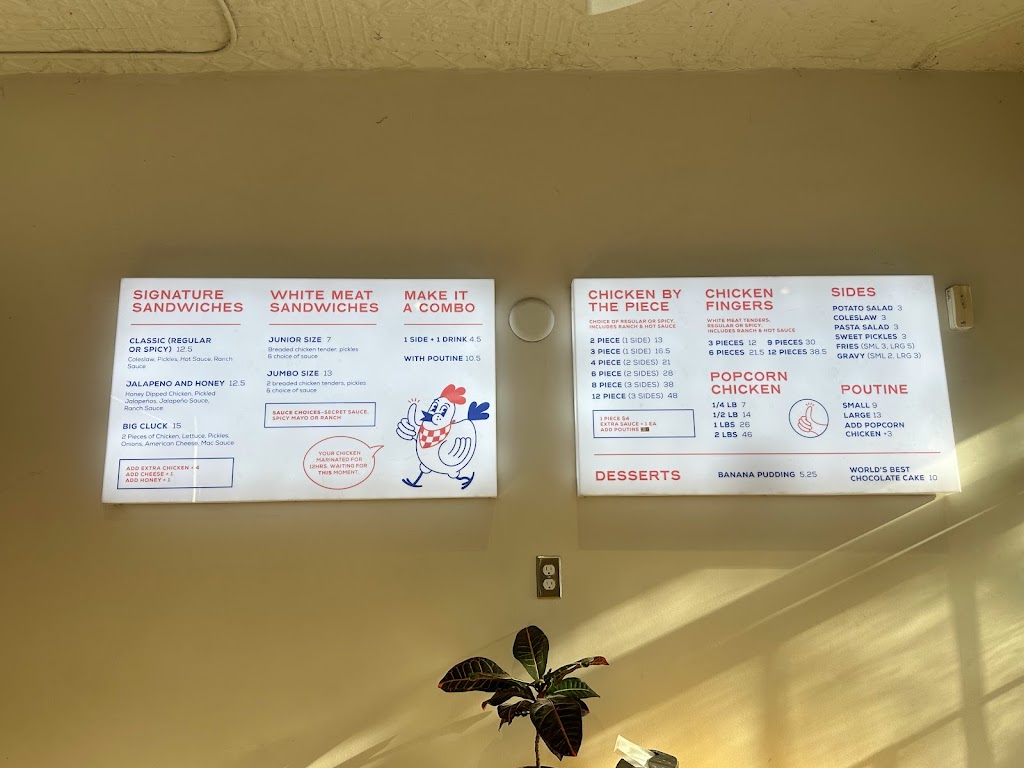 SIGNATURE
SANDWICHES
CLASSIC (REGULAR
OR SPICY) 12.5
Coleslaw, Pickles, Hot Sauce, Ranch
Sauce
JALAPENO AND HONEY 12.5
Honey Dipped Chicken, Pickled
Jalapeños, Jalapeño Sauce,
Ranch Sauce
BIG CLUCK 15
2 Pieces of Chicken, Lettuce, Pickles,
Onions, American Cheese, Mac Sauce
ADD EXTRA CHICKEN + 4
ADD CHEESE + 1
ADD HONEY + 1
WHITE MEAT
SANDWICHES
JUNIOR SIZE 7
Breaded chicken tender, pickles
& choice of sauce
JUMBO SIZE 13
2 breaded chicken tenders, pickles
& choice of sauce
SAUCE CHOICES-SECRET SAUCE,
SPICY MAYO OR RANCH
YOUR CHICKEN
MARINATED FOR
12HRS. WAITING FOR
THIS MOMENT.
MAKE IT
A COMBO
1 SIDE + 1 DRINK 4.5
WITH POUTINE 10.5
CHICKEN BY
THE PIECE
CHOICE OF REGULAR OR SPICY,
INCLUDES RANCH & HOT SAUCE
2 PIECE (1 SIDE) 13
3 PIECE (1 SIDE) 16.5
4 PIECE (2 SIDES) 21
6 PIECE (2 SIDES) 28
8 PIECE (3 SIDES) 38
12 PIECE (3 SIDES) 48
1 PIECE $4
EXTRA SAUCE +1 EA
ADD POUTINE
CHICKEN
FINGERS
WHITE MEAT TENDERS,
REGULAR OR SPICY,
INCLUDES RANCH & HOT SAUCE
3 PIECES 12 9 PIECES 30
6 PIECES 21.5 12 PIECES 38.5
POPCORN
CHICKEN
1/4 LB 7
1/2 LB 14
1 LBS 26
2 LBS 46
SIDES
POTATO SALAD 3
COLESLAW 3
PASTA SALAD 3
SWEET PICKLES 3
FRIES (SML 3, LRG 5)
GRAVY (SML 2, LRG 3)
POUTINE
SMALL 9
LARGE 13
ADD POPCORN
CHICKEN +3
DESSERTS
BANANA PUDDING 5.25
WORLD'S BEST
CHOCOLATE CAKE 10